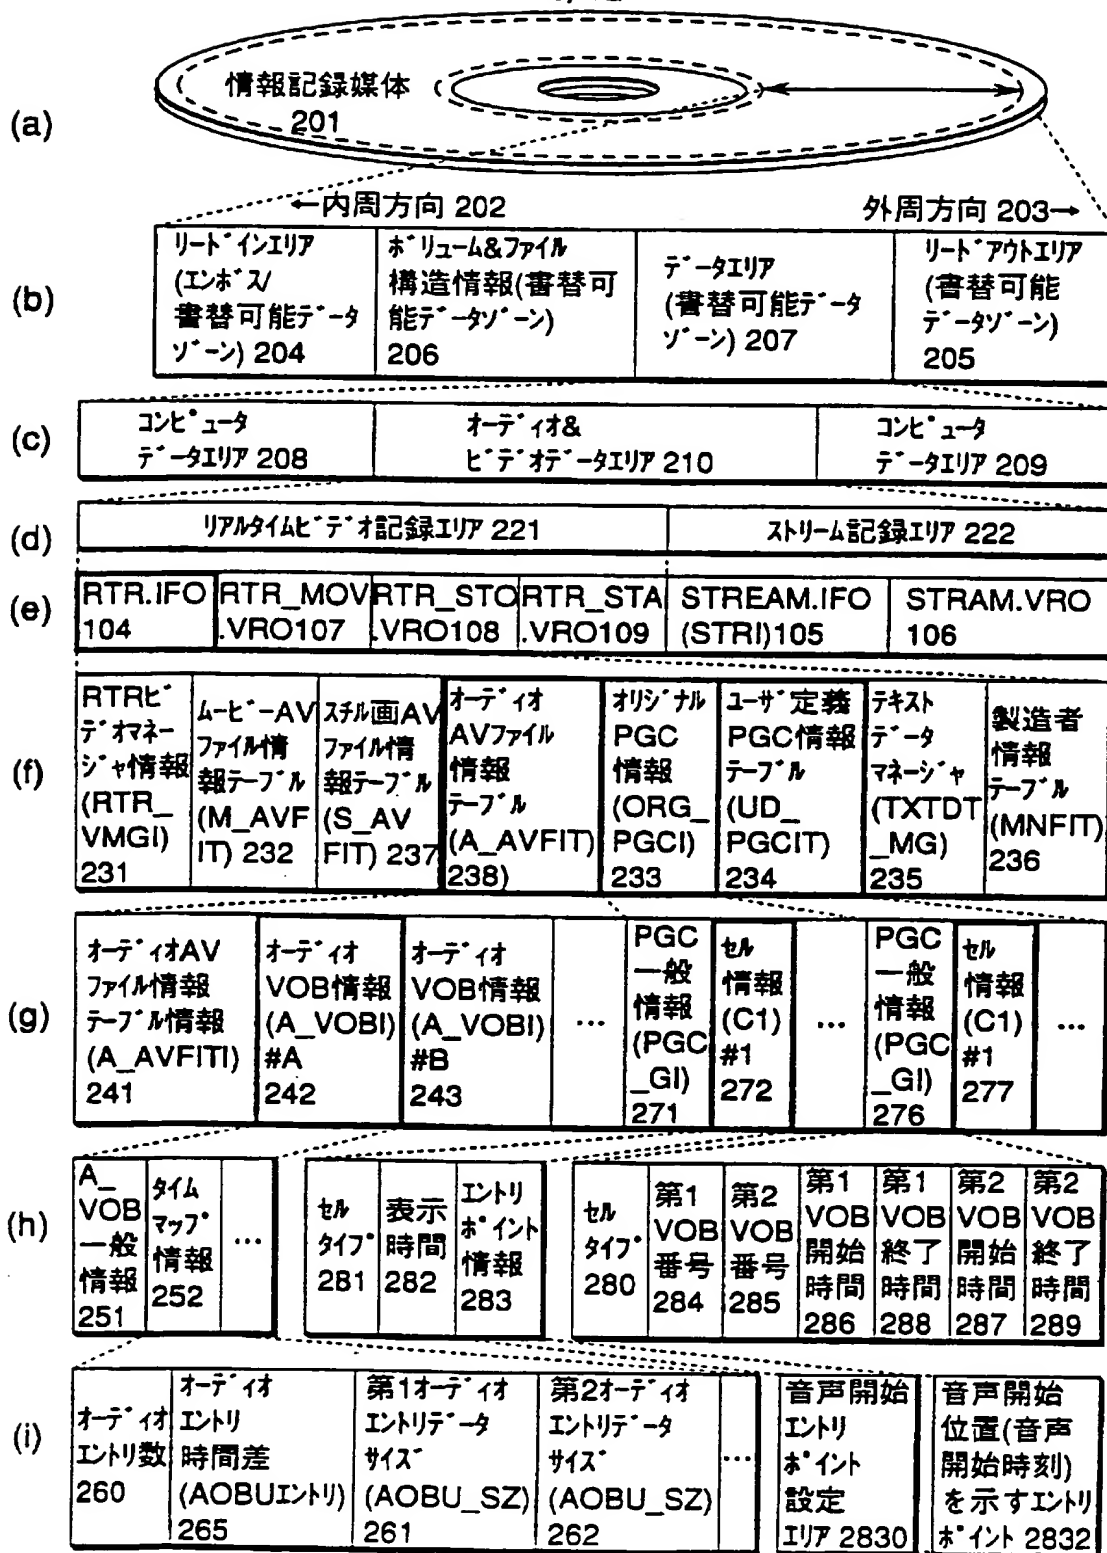 (a)
情報記録媒体
201
←内周方向 202
外周方向 203→
(b)
リードインエリア
(エンボス/
書替可能データ
ゾーン) 204
ボリューム&ファイル
構造情報(書替可
能データゾーン)
206
データエリア
(書替可能データ
ゾーン) 207
リードアウトエリア
(書替可能
データゾーン)
205
(c)
コンピュータ
データエリア 208
オーディオ&
ビデオデータエリア 210
コンピュータ
データエリア 209
(d)
リアルタイムビデオ記録エリア 221
ストリーム記録エリア 222
(e)
RTR.IFO
104
RTR_MOV
.VRO107
RTR_STO
.VRO108
RTR_STA
.VRO109
STREAM.IFO
(STRI)105
STRAM.VRO
106
(f)
RTRビ
デオマネー
ジャ情報
(RTR_
VMGI)
231
ムービーAV
ファイル情
報テーブル
(M_AVF
IT) 232
スチル画AV
ファイル情
報テーブル
(S_AV
FIT) 237
オーディオ
AVファイル
情報
テーブル
(A_AVFIT)
238)
オリジナル
PGC
情報
(ORG_
PGCI)
233
ユーザ定義
PGC情報
テーブル
(UD_
PGCIT)
234
テキスト
データ
マネージャ
(TXTDT
_MG)
235
製造者
情報
テーブル
(MNFIT)
236
(g)
オーディオAV
ファイル情報
テーブル情報
(A_AVFITI)
241
オーディオ
VOB情報
(A_VOBI)
#A
242
オーディオ
VOB情報
(A_VOBI)
#B
243
…
PGC
一般
情報
(PGC
_GI)
271
セル
情報
(C1)
#1
272
…
PGC
一般
情報
(PGC
_GI)
276
セル
情報
(C1)
#1
277
…
(h)
A_
VOB
一般
情報
251
タイム
マップ
情報
252
…
セル
タイプ
281
表示
時間
282
エントリ
ポイント
情報
283
セル
タイプ
280
第1
VOB
番号
284
第2
VOB
番号
285
第1
VOB
開始
時間
286
第1
VOB
終了
時間
288
第2
VOB
開始
時間
287
第2
VOB
終了
時間
289
(i)
オーディオ
エントリ数
260
オーディオ
エントリ
時間差
(AOBUエントリ)
265
第1オーディオ
エントリデータ
サイズ
(AOBU_SZ)
261
第2オーディオ
エントリデータ
サイズ
(AOBU_SZ)
262
…
音声開始
エントリ
ポイント
設定
エリア 2830
音声開始
位置(音声
開始時刻)
を示すエントリ
ポイント 2832